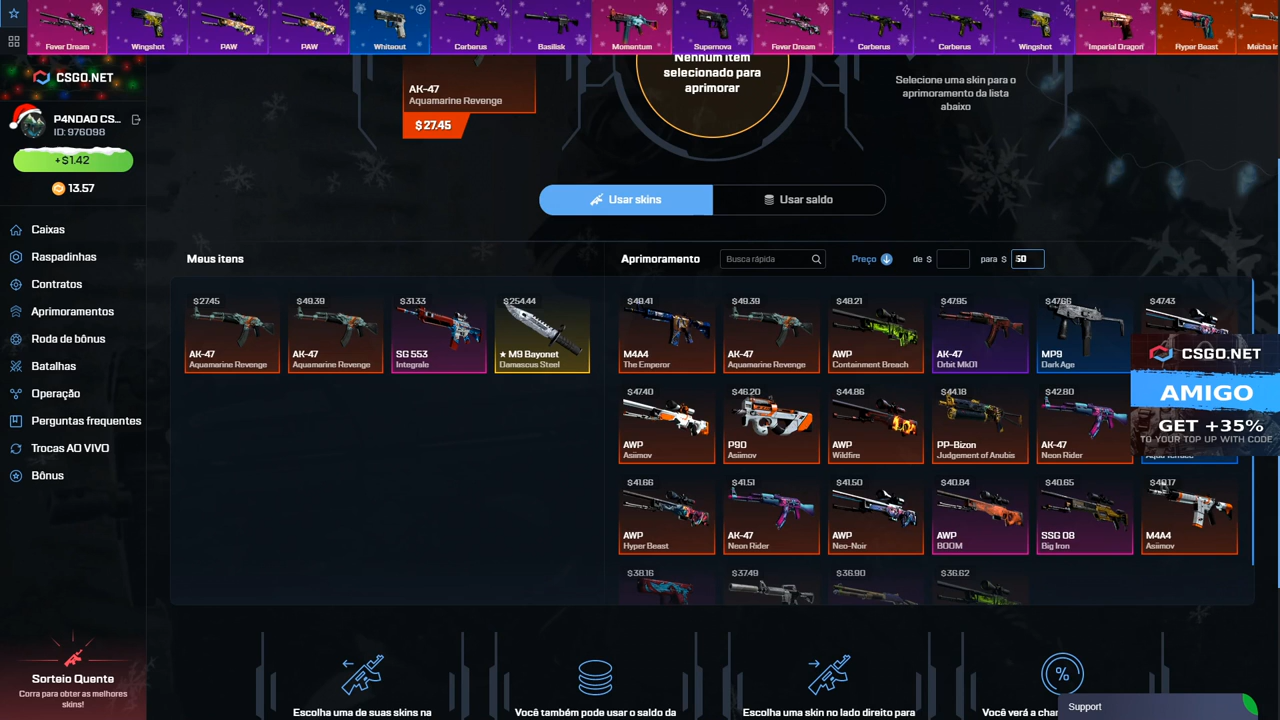 Fever Dream
Wingshot
PAW
PAW
Whiteout
Cerberus
Basilisk
Momentum
Supernova
Fever Dream
Cerberus
Cerberus
Wingshot
Imperial Dragon
Hyper Beast
Mecha In
CSGO.NET
P4NDAO CS...
ID: 976098
+$1.42
13.57
Caixas
Raspadinhas
Contratos
Aprimoramentos
Roda de bônus
Batalhas
Operação
Perguntas frequentes
Trocas AO VIVO
Bônus
Sorteio Quente
Corra para obter as melhores
skins!
AK-47
Aquamarine Revenge
$ 27.45
Nenhum item
selecionado para
aprimorar
Selecione uma skin para o
aprimoramento da lista
abaixo
Usar skins
Usar saldo
Meus itens
Aprimoramento
Busca rápida
Preço
de $
para $ 50
$27.45
AK-47
Aquamarine Revenge
$49.39
AK-47
Aquamarine Revenge
$31.33
SG 553
Integrale
$254.44
★ M9 Bayonet
Damascus Steel
$49.41
M4A4
The Emperor
$49.39
AK-47
Aquamarine Revenge
$48.21
AWP
Containment Breach
$47.95
AK-47
Orbit Mk01
$47.66
MP9
Dark Age
$47.43
$47.40
AWP
Asiimov
$46.20
P90
Asiimov
$44.86
AWP
Wildfire
$44.18
PP-Bizon
Judgement of Anubis
$42.80
AK-47
Neon Rider
CSGO.NET
AMIGO
GET +35%
TO YOUR TOP UP WITH CODE
$41.66
AWP
Hyper Beast
$41.51
AK-47
Neon Rider
$41.50
AWP
Neo-Noir
$40.84
AWP
BOOM
$40.65
SSG 08
Big Iron
$40.17
M4A4
Asiimov
$38.16
$37.49
$36.90
$36.62
Escolha uma de suas skins na
Você também pode usar o saldo da
Escolha uma skin no lado direito para
Você verá a chan
Support